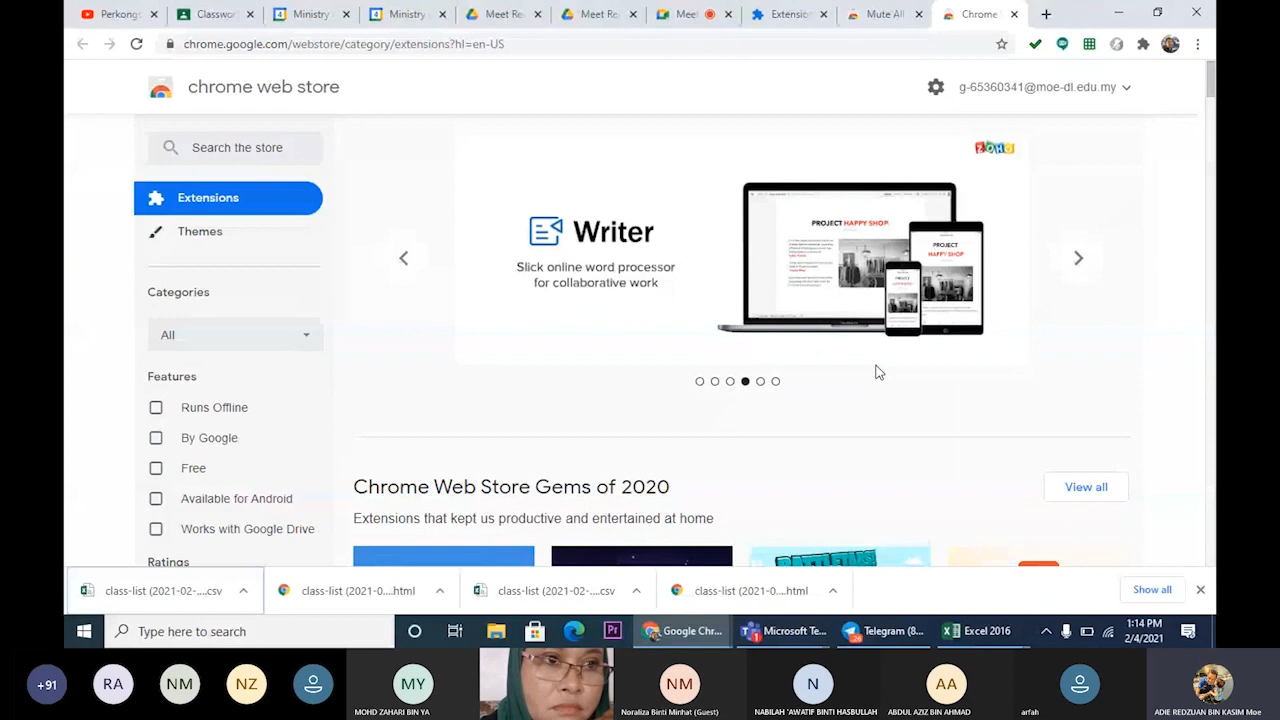 Perkong
Classwor
Ministry
Ministry
Meet Re
Meet Re
Meet
Extension
Mute All
Chrome
chrome.google.com/webstore/category/extensions?hl=en-US
chrome web store
g-65360341@moe-dl.edu.my
Search the store
ZOHO
Extensions
Themes
Writer
Slick online word processor
for collaborative work
PROJECT HAPPY SHOP
PROJECT
HAPPY SHOP
Categories
All
Features
Runs Offline
By Google
Free
Available for Android
Works with Google Drive
Ratings
Chrome Web Store Gems of 2020
View all
Extensions that kept us productive and entertained at home
class-list (2021-02-....csv
class-list (2021-0....html
class-list (2021-02-....csv
class-list (2021-0....html
Show all
Type here to search
Pr
Google Chr...
Microsoft Te...
Telegram (8...
Excel 2016
1:14 PM
2/4/2021
+91
RA
NM
NZ
MY
MOHD ZAHARI BIN YA
NM
Noraliza Binti Minhat (Guest)
N
NABILAH 'AWATIF BINTI HASBULLAH
AA
ABDUL AZIZ BIN AHMAD
arfah
ADIE REDZUAN BIN KASIM Moe